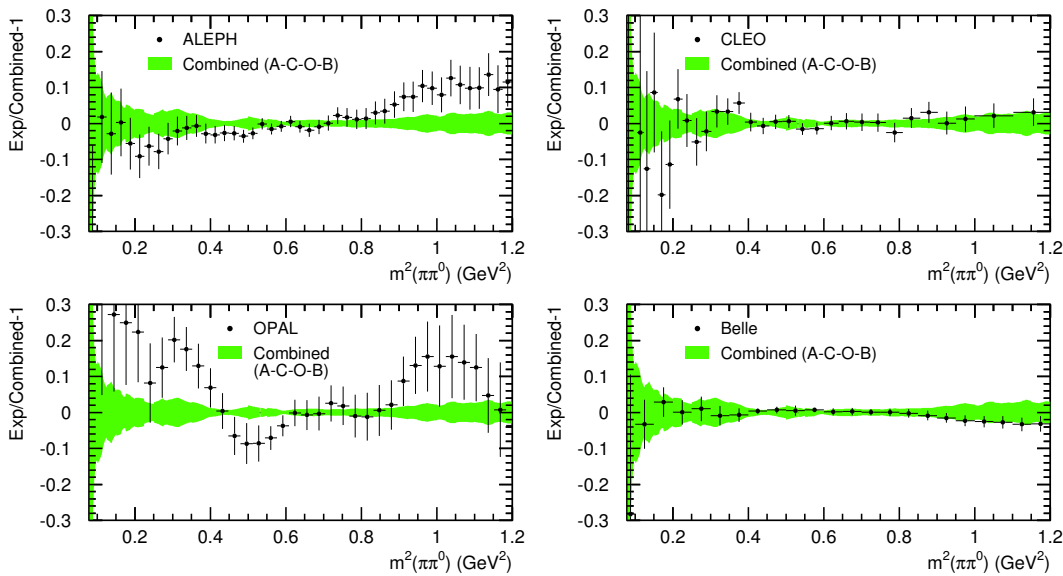 Exp/Combined-1
0.3
0.2
0.1
0
-0.1
-0.2
-0.3
ALEPH
Combined (A-C-O-B)
0.2 0.4 0.6 0.8 1 1.2
m²(ππ⁰) (GeV²)
Exp/Combined-1
0.3
0.2
0.1
0
-0.1
-0.2
-0.3
CLEO
Combined (A-C-O-B)
0.2 0.4 0.6 0.8 1 1.2
m²(ππ⁰) (GeV²)
Exp/Combined-1
0.3
0.2
0.1
0
-0.1
-0.2
-0.3
OPAL
Combined
(A-C-O-B)
0.2 0.4 0.6 0.8 1 1.2
m²(ππ⁰) (GeV²)
Exp/Combined-1
0.3
0.2
0.1
0
-0.1
-0.2
-0.3
Belle
Combined (A-C-O-B)
0.2 0.4 0.6 0.8 1 1.2
m²(ππ⁰) (GeV²)